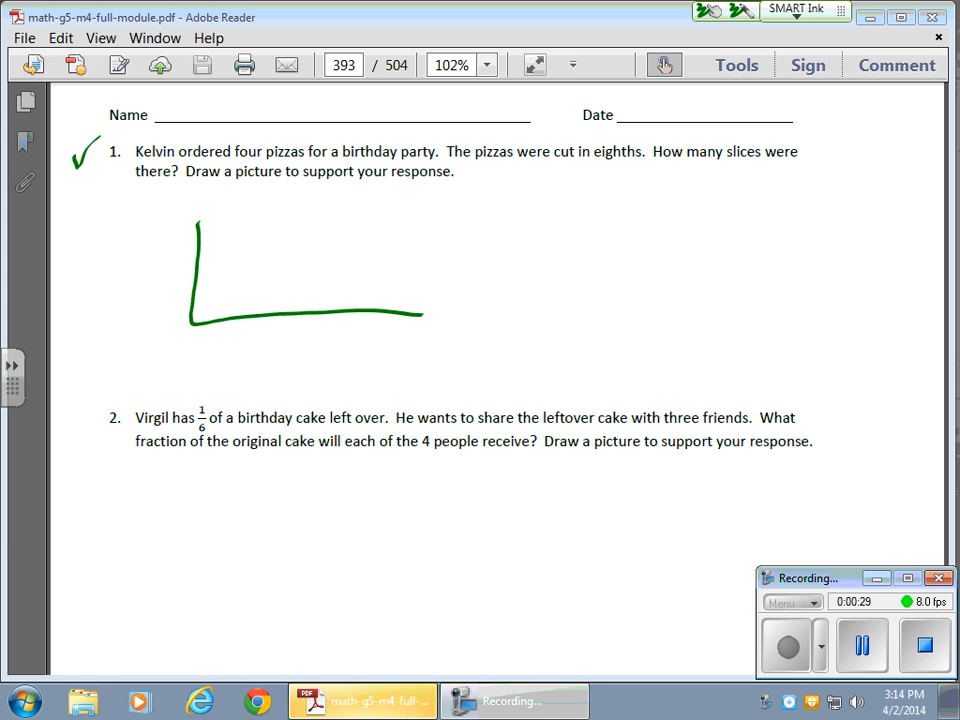 math-g5-m4-full-module.pdf - Adobe Reader
SMART Ink
File Edit View Window Help
393 / 504 102% Tools Sign Comment
Name Date
1. Kelvin ordered four pizzas for a birthday party. The pizzas were cut in eighths. How many slices were
there? Draw a picture to support your response.
2. Virgil has 1/6 of a birthday cake left over. He wants to share the leftover cake with three friends. What
fraction of the original cake will each of the 4 people receive? Draw a picture to support your response.
Recording...
Menu 0:00:29 8.0 fps
math-g5-m4-full-... Recording... 3:14 PM
4/2/2014